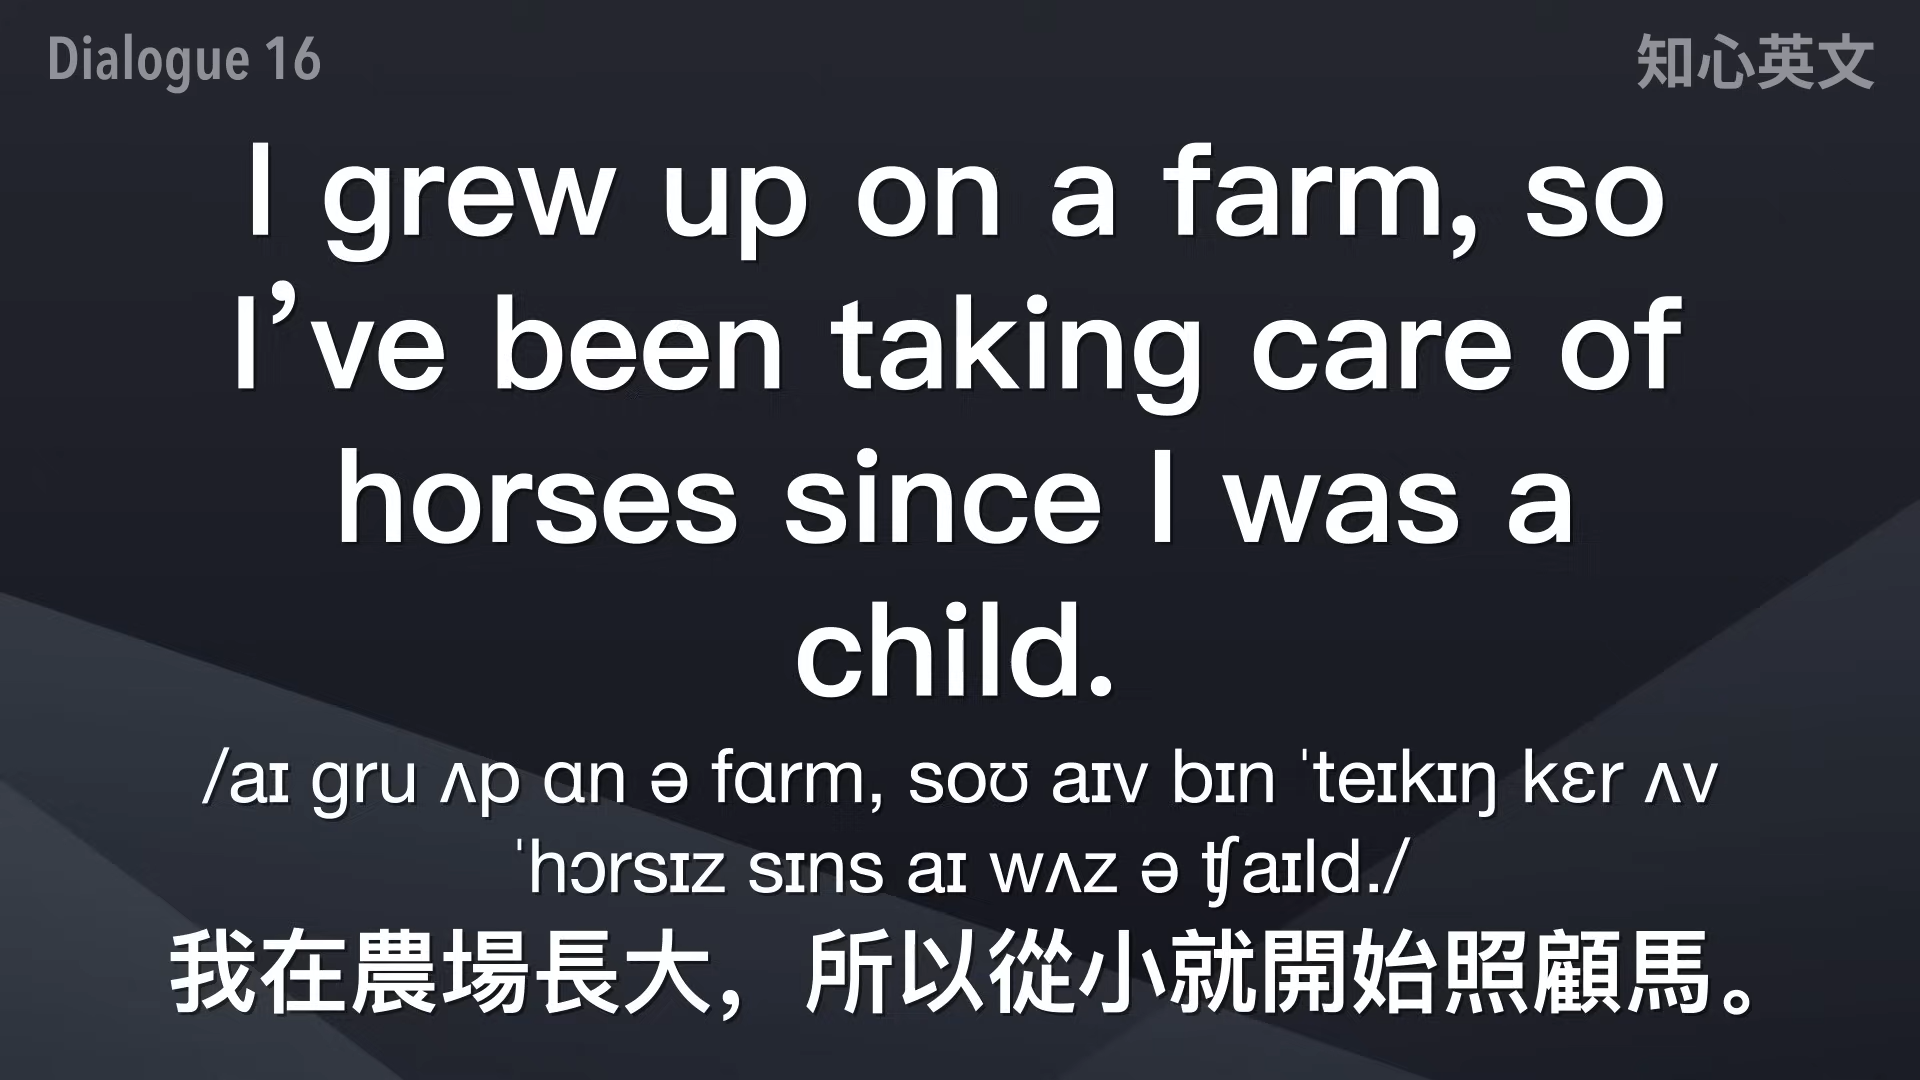 Dialogue 16
知心英文
I grew up on a farm, so
I’ve been taking care of
horses since I was a
child.
/aɪ gru ʌp ɑn ə fɑrm, soʊ aɪv bɪn ˈteɪkɪŋ kɛr ʌv
ˈhɔrsɪz sɪns aɪ wʌz ə ʧaɪld./
我在農場長大，所以從小就開始照顧馬。